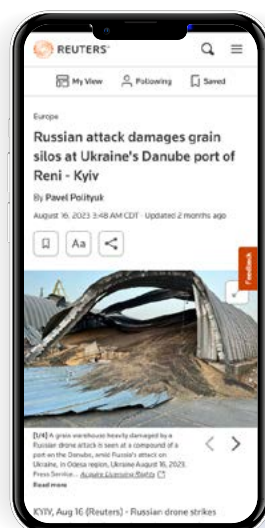 REUTERS
My View Following Saved
Europe
Russian attack damages grain
silos at Ukraine's Danube port of
Reni - Kyiv
By Pavel Polityuk
August 16, 2023 3:48 AM CDT · Updated 2 months ago
Aa
Feedback
[1/4] A grain warehouse heavily damaged by a
Russian drone attack is seen at a compound of a
port on the Danube, amid Russia's attack on
Ukraine, in Odesa region, Ukraine August 16, 2023.
Press Service... Acquire Licensing Rights
Read more
KYIV, Aug 16 (Reuters) - Russian drone strikes